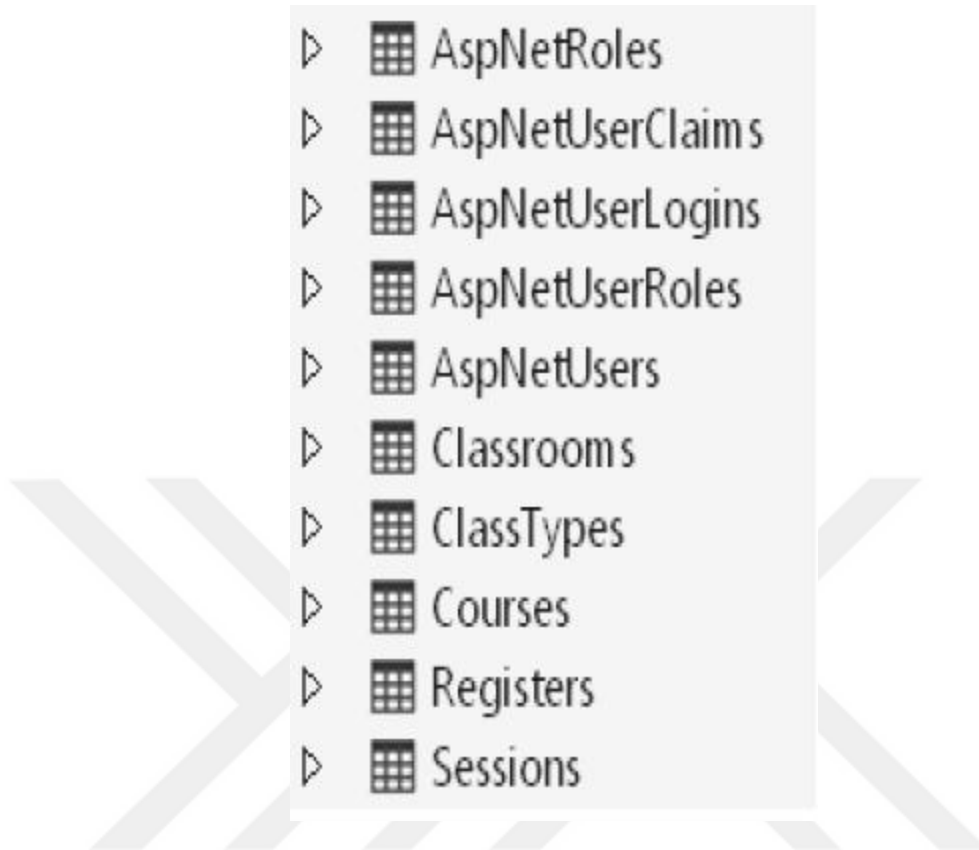 AspNetRoles
AspNetUserClaims
AspNetUserLogins
AspNetUserRoles
AspNetUsers
Classrooms
ClassTypes
Courses
Registers
Sessions